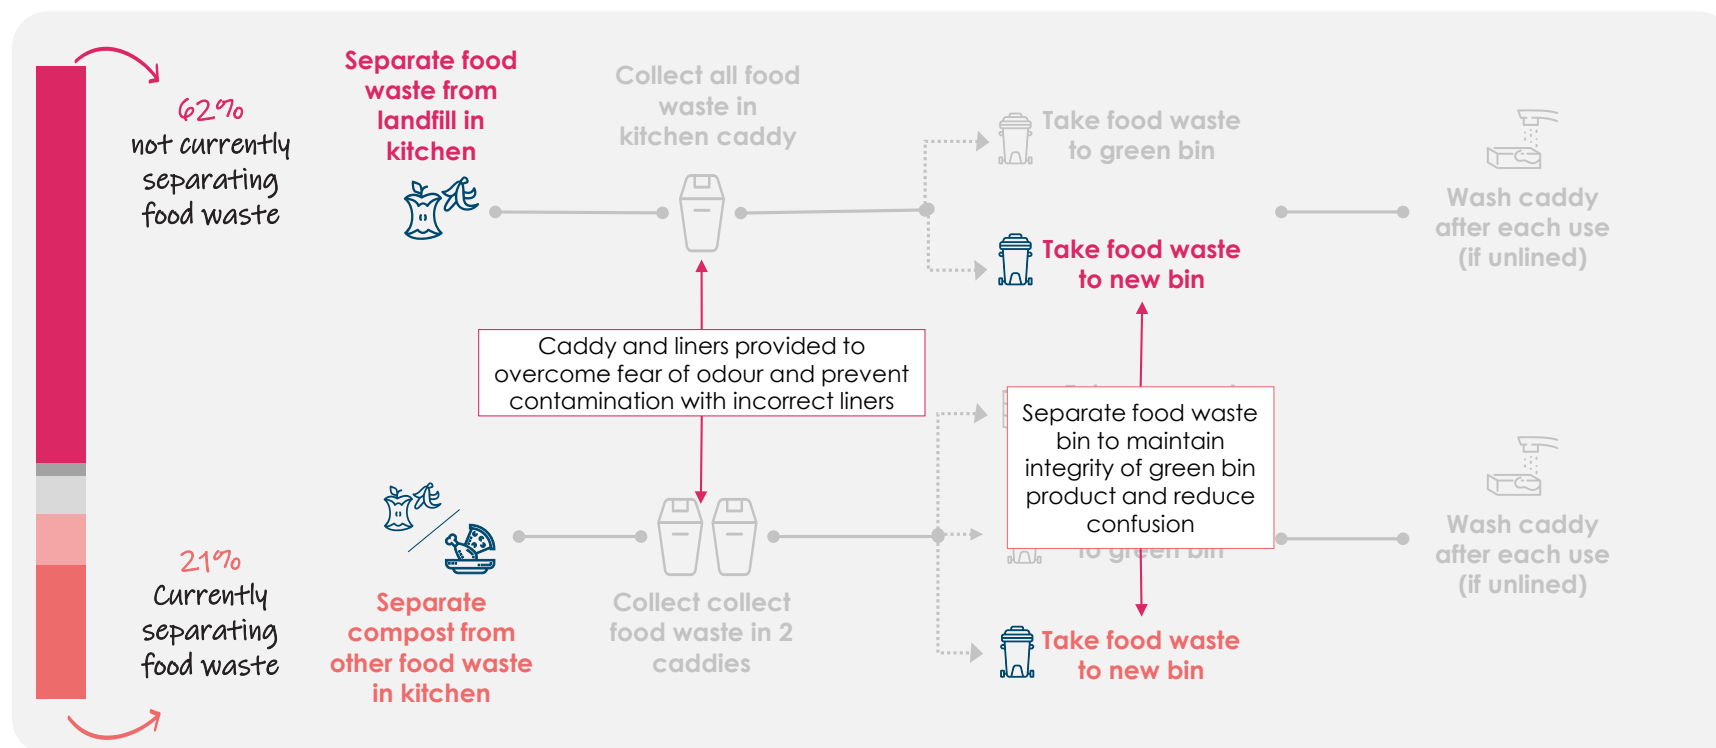 62%
not currently
separating
food waste
Separate food
waste from
landfill in
kitchen
Collect all food
waste in
kitchen caddy
Take food waste
to green bin
Take food waste
to new bin
Wash caddy
after each use
(if unlined)
Caddy and liners provided to
overcome fear of odour and prevent
contamination with incorrect liners
Separate food waste
bin to maintain
integrity of green bin
product and reduce
confusion
21%
Currently
separating
food waste
Separate
compost from
other food waste
in kitchen
Collect collect
food waste in 2
caddies
to green bin
Take food waste
to new bin
Wash caddy
after each use
(if unlined)